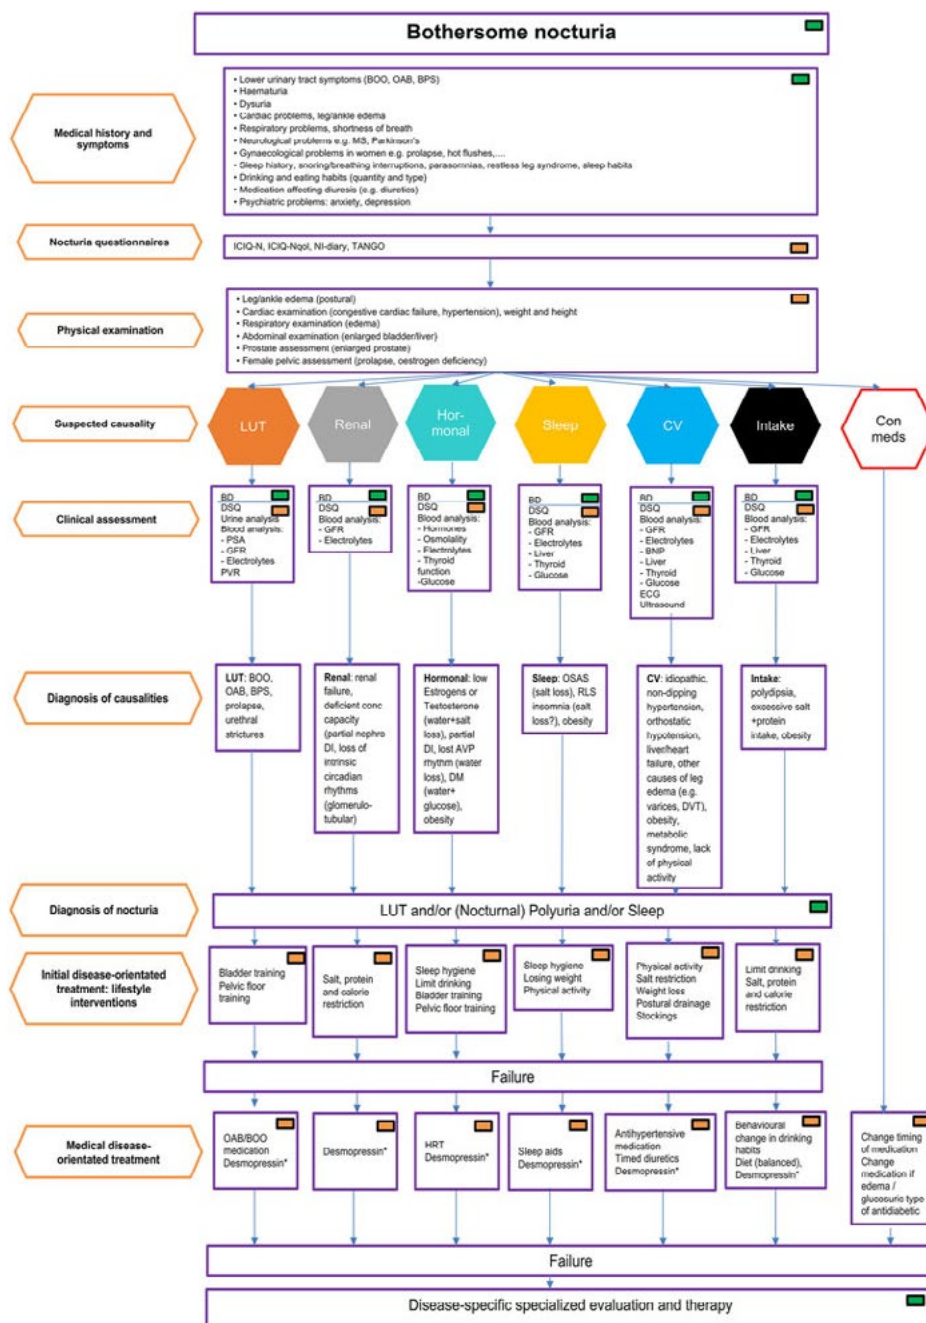 Bothersome nocturia
Medical history and
symptoms
• Lower urinary tract symptoms (BOO, OAB, BPS)
• Haematuria
• Dysuria
• Cardiac problems, leg/ankle edema
• Respiratory problems, shortness of breath
• Neurological problems e.g. MS, Parkinson's
• Gynaecological problems in women e.g. prolapse, hot flushes,....
- Sleep history, snoring/breathing interruptions, parasomnias, restless leg syndrome, sleep habits
• Drinking and eating habits (quantity and type)
- Medication affecting diuresis (e.g. diuretics)
• Psychiatric problems: anxiety, depression
Nocturia questionnaires
ICIQ-N, ICIQ-Nqol, NI-diary, TANGO
Physical examination
• Leg/ankle edema (postural)
• Cardiac examination (congestive cardiac failure, hypertension), weight and height
• Respiratory examination (edema)
• Abdominal examination (enlarged bladder/liver)
• Prostate assessment (enlarged prostate)
• Female pelvic assessment (prolapse, oestrogen deficiency)
Suspected causality
LUT
Renal
Hor-
monal
Sleep
CV
Intake
Con
meds
Clinical assessment
BD
DSQ
Urine analysis
Blood analysis:
- PSA
- GFR
- Electrolytes
PVR
BD
DSQ
Blood analysis:
- GFR
- Electrolytes
BD
DSQ
Blood analysis:
- Hormones
- Osmolality
- Electrolytes
- Thyroid
function
-Glucose
BD
DSQ
Blood analysis:
- GFR
- Electrolytes
- Liver
- Thyroid
- Glucose
BD
DSQ
Blood analysis:
- GFR
- Electrolytes
- BNP
- Liver
- Thyroid
- Glucose
ECG
Ultrasound
BD
DSQ
Blood analysis:
- GFR
- Electrolytes
- Liver
- Thyroid
- Glucose
Diagnosis of causalities
LUT: BOO,
OAB, BPS,
prolapse,
urethral
strictures
Renal: renal
failure,
deficient conc
capacity
(partial nephro
DI, loss of
intrinsic
circadian
rhythms
(glomerulo-
tubular)
Hormonal: low
Estrogens or
Testosterone
(water+salt
loss), partial
DI, lost AVP
rhythm (water
loss), DM
(water+
glucose),
obesity
Sleep: OSAS
(salt loss), RLS
insomnia (salt
loss?), obesity
CV: idiopathic,
non-dipping
hypertension,
orthostatic
hypotension,
liver/heart
failure, other
causes of leg
edema (e.g.
varices, DVT),
obesity,
metabolic
syndrome, lack
of physical
activity
Intake:
polydipsia,
excessive salt
+protein
intake, obesity
Diagnosis of nocturia
LUT and/or (Nocturnal) Polyuria and/or Sleep
Initial disease-orientated
treatment: lifestyle
interventions
Bladder training
Pelvic floor
training
Salt, protein
and calorie
restriction
Sleep hygiene
Limit drinking
Bladder training
Pelvic floor training
Sleep hygiene
Losing weight
Physical activity
Physical activity
Salt restriction
Weight loss
Postural drainage
Stockings
Limit drinking
Salt, protein
and calorie
restriction
Failure
Medical disease-
orientated treatment
OAB/BOO
medication
Desmopressin*
Desmopressin*
HRT
Desmopressin*
Sleep aids
Desmopressin*
Antihypertensive
medication
Timed diuretics
Desmopressin*
Behavioural
change in drinking
habits
Diet (balanced),
Desmopressin*
Change timing
of medication
Change
medication if
edema /
glucosuric type
of antidiabetic
Failure
Disease-specific specialized evaluation and therapy